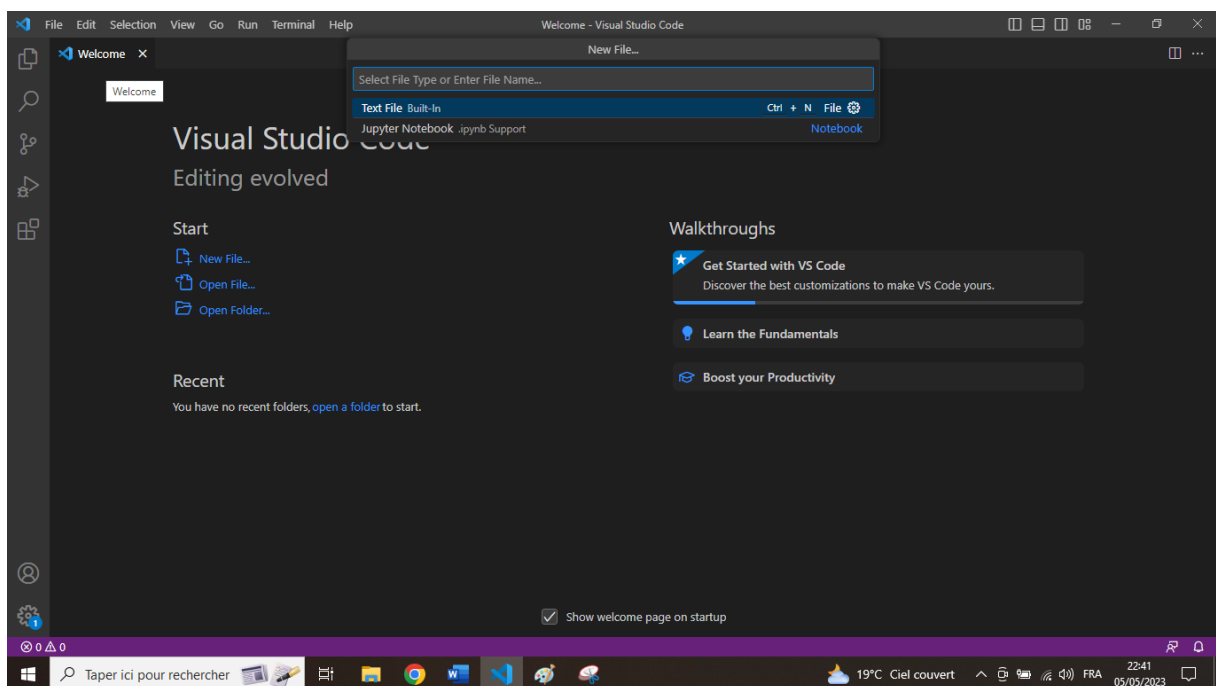 File Edit Selection View Go Run Terminal Help
Welcome - Visual Studio Code
Welcome
New File...
Select File Type or Enter File Name...
Welcome
Text File Built-In Ctrl + N File
Jupyter Notebook .ipynb Support Notebook
Visual Studio Code
Editing evolved
Start
New File...
Open File...
Open Folder...
Walkthroughs
Get Started with VS Code
Discover the best customizations to make VS Code yours.
Learn the Fundamentals
Boost your Productivity
Recent
You have no recent folders, open a folder to start.
Show welcome page on startup
1
0 0
Taper ici pour rechercher
19°C Ciel couvert
FRA
22:41
05/05/2023